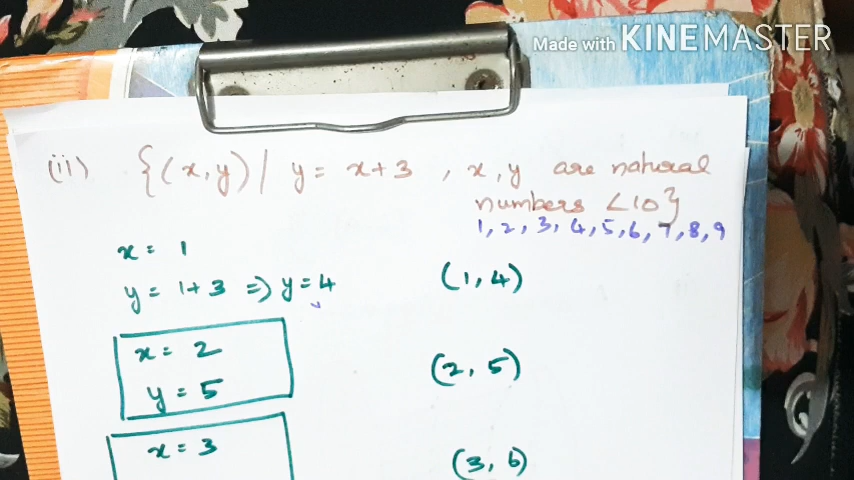 Made with KINEMASTER
(ii) {(x,y) | y = x+3 , x,y are natural
numbers <10}
1,2,3,4,5,6,7,8,9
x = 1
y = 1+3 => y=4
(1,4)
x = 2
y = 5
(2,5)
x = 3
(3,6)